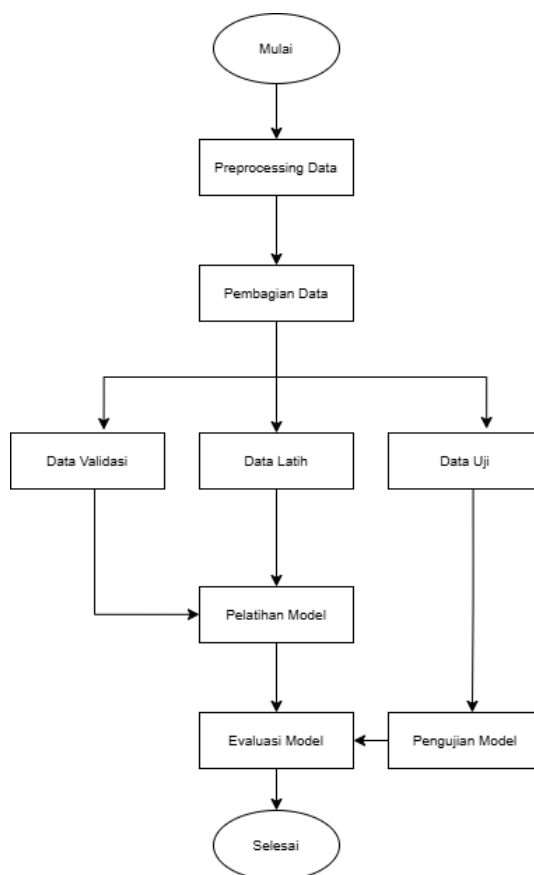 Mulai
Preprocessing Data
Pembagian Data
Data Validasi
Data Latih
Data Uji
Pelatihan Model
Evaluasi Model
Pengujian Model
Selesai